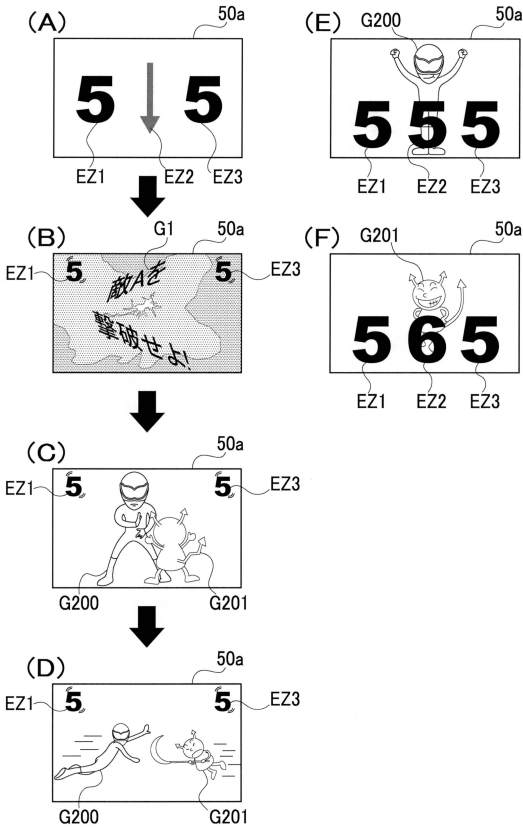 (A)
50a
5 5
EZ1 EZ2 EZ3
(B)
G1
50a
EZ1
5 5
EZ3
敵Aを
撃破せよ!
(C)
50a
EZ1
5 5
EZ3
G200
G201
(D)
50a
EZ1
5 5
EZ3
G200
G201
(E)
G200
50a
5 5 5
EZ1 EZ2 EZ3
(F)
G201
50a
5 6 5
EZ1 EZ2 EZ3